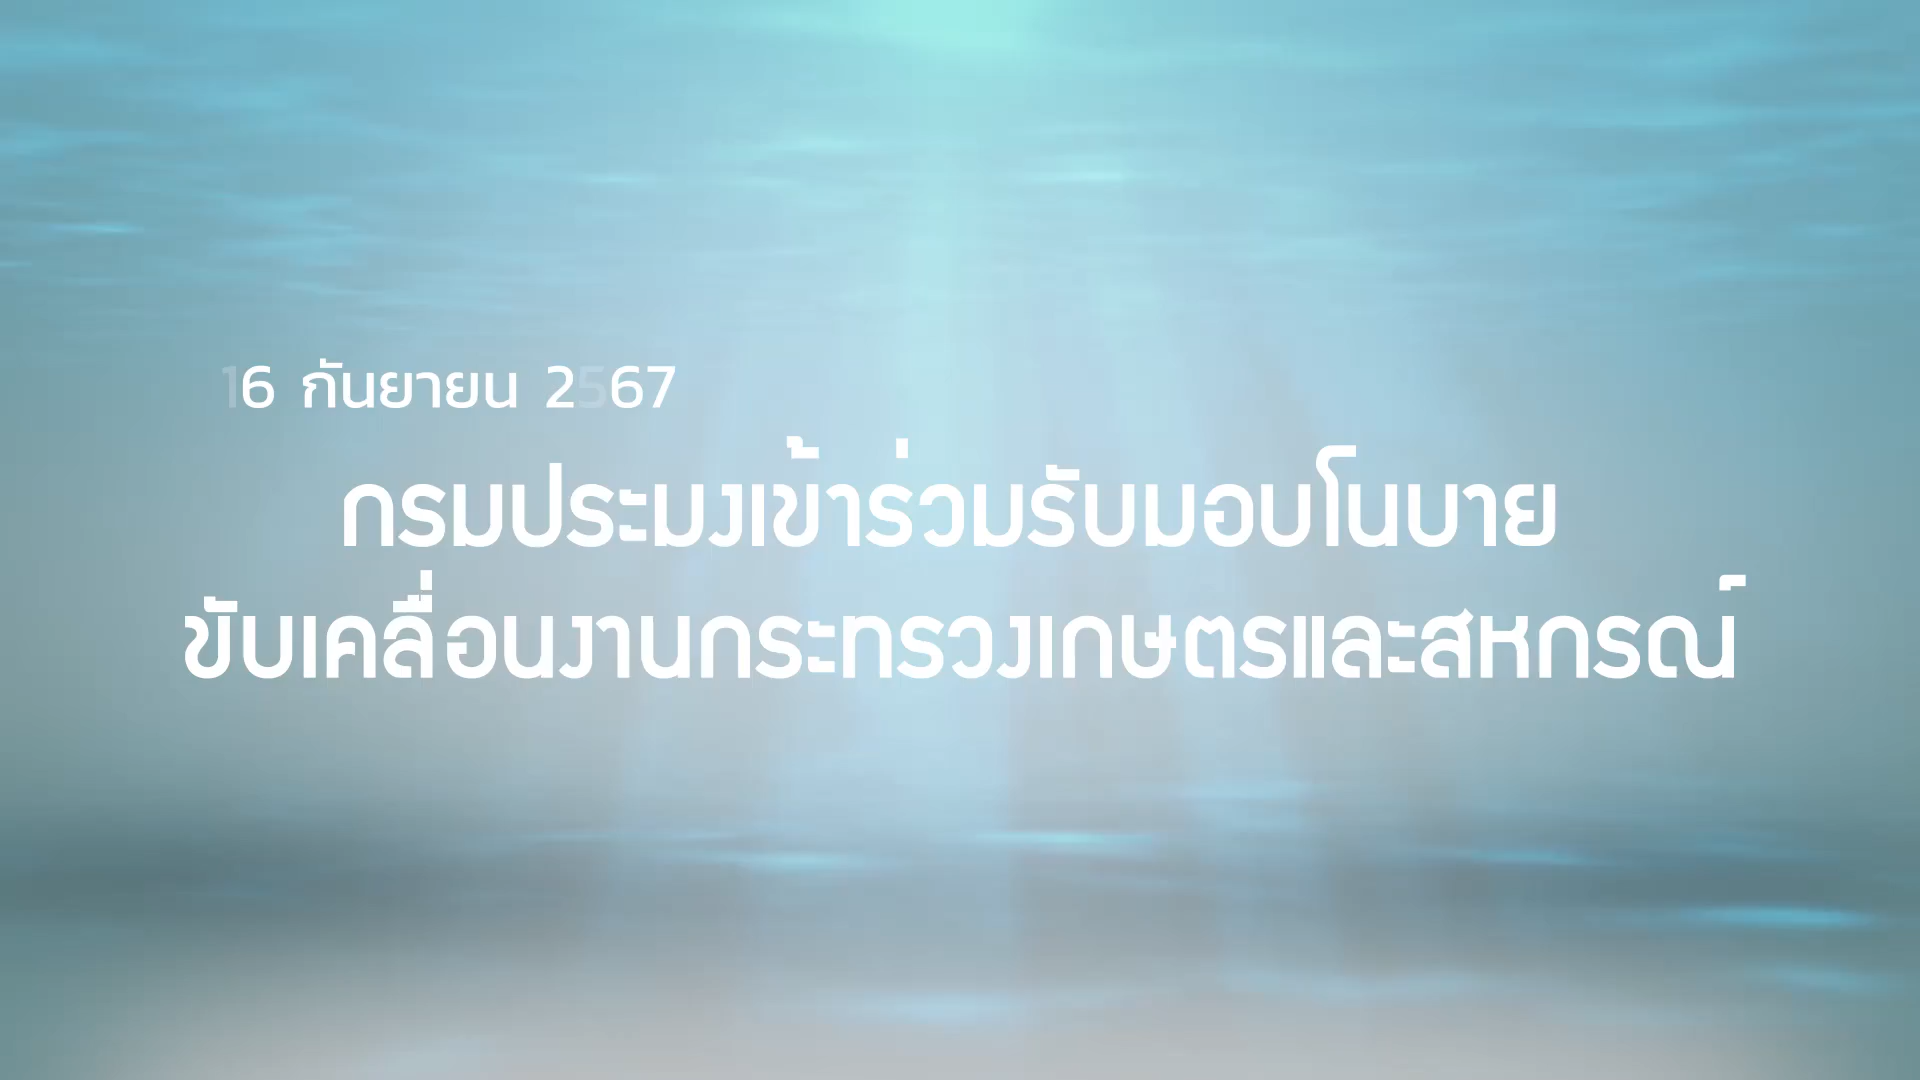 16 กันยายน 2567
กรมประมงเข้าร่วมรับมอบโนบาย
ขับเคลื่อนงานกระทรวงเกษตรและสหกรณ์